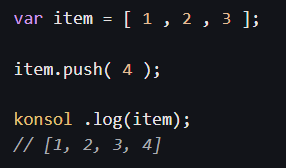 var item = [ 1 , 2 , 3 ];
item.push( 4 );
konsol .log(item);
// [1, 2, 3, 4]